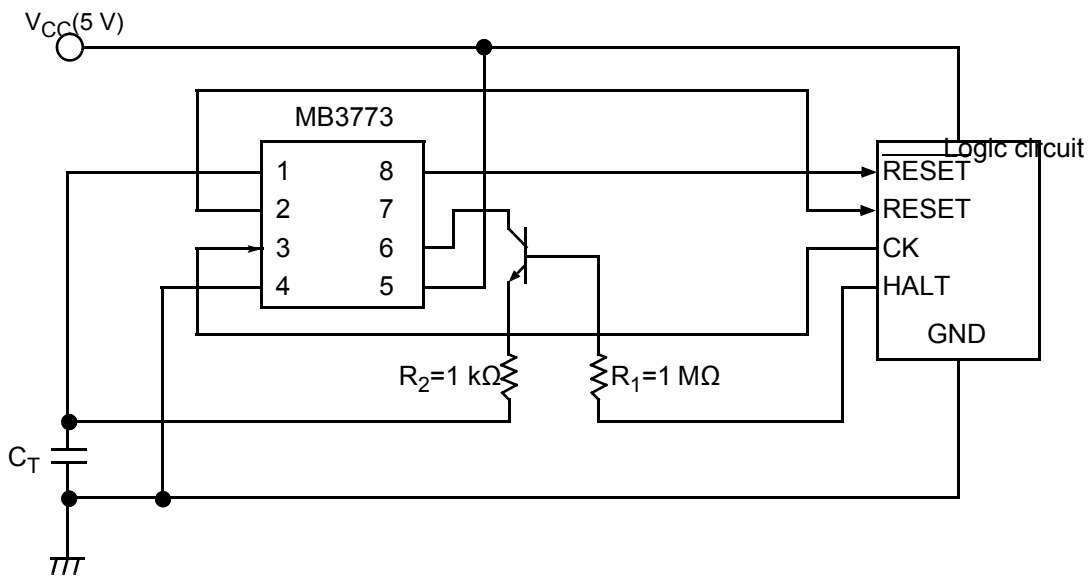 VCC(5 V)
MB3773
Logic circuit
1 8
2 7
3 6
4 5
RESET
RESET
CK
HALT
GND
R2=1 kΩ
R1=1 MΩ
CT